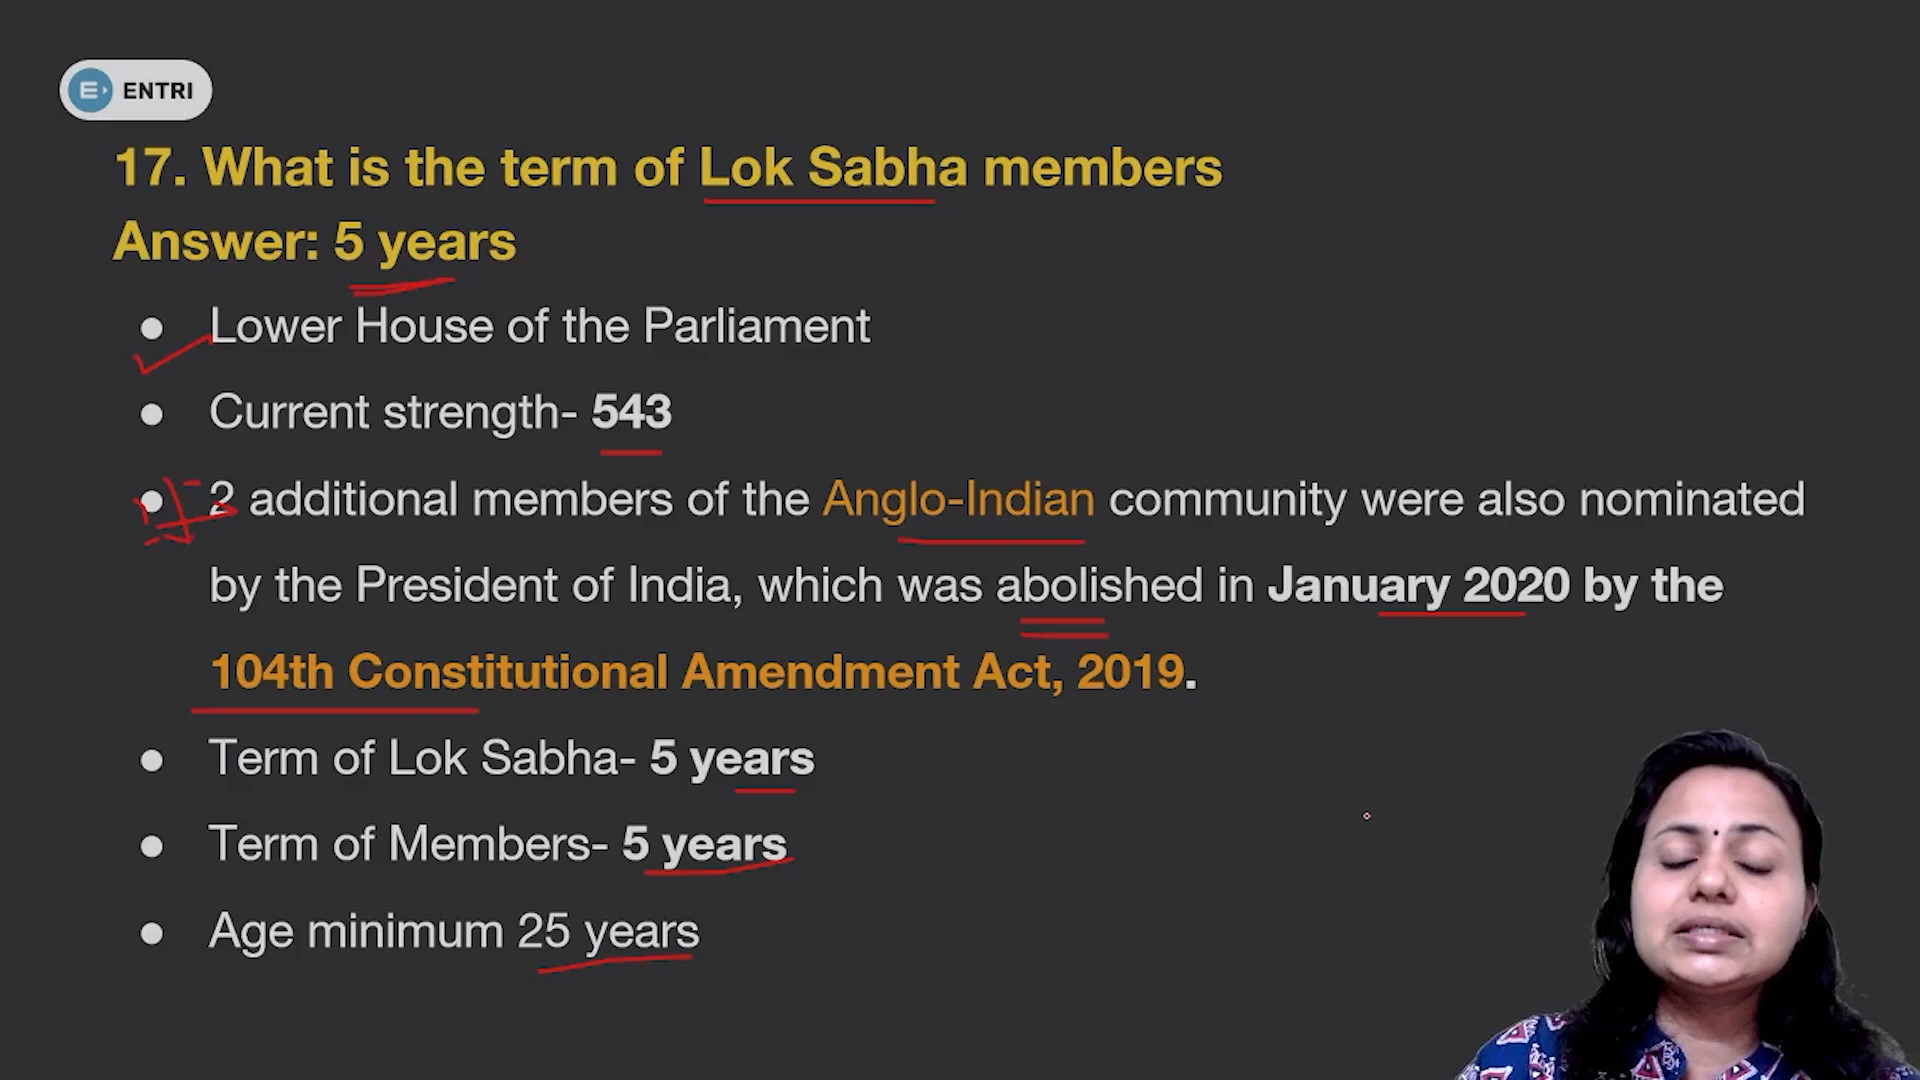 ENTRI
17. What is the term of Lok Sabha members
Answer: 5 years
● Lower House of the Parliament
● Current strength- 543
● 2 additional members of the Anglo-Indian community were also nominated
by the President of India, which was abolished in January 2020 by the
104th Constitutional Amendment Act, 2019.
● Term of Lok Sabha- 5 years
● Term of Members- 5 years
● Age minimum 25 years